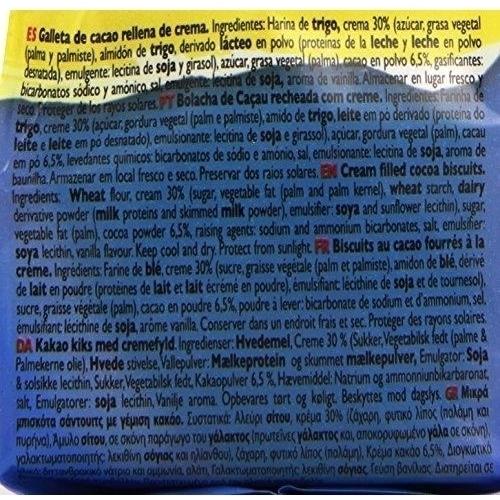 ES Galleta de cacao rellena de crema. Ingredientes: Harina de trigo, crema 30% (azúcar, grasa vegetal
(palma y palmiste), almidón de trigo, derivado lácteo en polvo (proteínas de la leche y leche en polvo
desnatada), emulgente: lecitina de soja y girasol), azúcar, grasa vegetal (palma), cacao en polvo 6,5%, gasificantes:
bicarbonatos sódico y amónico, sal, emulgente: lecitina de soja, aroma de vainilla. Almacenar en lugar fresco y
seco. Proteger de los rayos solares. PT Bolacha de Cacau recheada com creme. Ingredientes: Farinha de
trigo, creme 30% (açúcar, gordura vegetal (palm e palmiste), amido de trigo, leite em pó derivado (proteína do
leite e leite em pó desnatado), emulsionante: lecitina de soja e girassol), açúcar, gordura vegetal (palm), cacau
em pó 6,5%, levedantes químicos: bicarbonatos de sódio e amónio, sal, emulsionante: lecitina de soja, aroma de
baunilha. Armazenar em local fresco e seco. Preservar dos raios solares. EN Cream filled cocoa biscuits.
Ingredients: Wheat flour, cream 30% (sugar, vegetable fat (palm and palm kernel), wheat starch, dairy
derivative powder (milk proteins and skimmed milk powder), emulsifier: soya and sunflower lecithin), sugar,
vegetable fat (palm), cocoa powder 6,5%, raising agents: sodium and ammonium bicarbonates, salt, emulsifier:
soya lecithin, vanilla flavour. Keep cool and dry. Protect from sunlight. FR Biscuits au cacao fourrés à la
crème. Ingrédients: Farine de blé, crème 30% (sucre, graisse végétale (palm et palmiste), amidon de blé, dérivé
de lait en poudre (protéines de lait et lait écrémé en poudre), émulsifiant: lécithine de soja et de tournesol),
sucre, graisse végétale (palm), cacao en poudre 6,5%, poudre à lever: bicarbonate de sodium et d'ammonium, sel,
émulsifiant: lécithine de soja, arôme vanilla. Conserver dans un endroit frais et sec. Protéger des rayons solaires.
DA Kakao kiks med cremefyld. Ingredienser: Hvedemel, Creme 30 % (Sukker, Vegetabilsk fedt (palme &
Palmekerne olie), Hvede stivelse, Vallepulver: Mælkeprotein og skummet mælkepulver, Emulgator: Soja
& solsikke lecithin, Sukker, Vegetabilsk fedt, Kakaopulver 6,5 %, Hævemiddel: Natrium og ammoniunbikarbonat,
salt, Emulgatorer: soja lecithin, Vanilje aroma. Opbevares tørt og køligt. Beskyttes mod dagslys. GR Μικρά
μπισκότα σάντουιτς με γέμιση κακάο. Συστατικά: Αλεύρι σίτου, κρέμα 30% (ζάχαρη, φυτικό λίπος (παλάμη και
πυρήνα), Άμυλο σίτου, σε σκόνη παράγωγο του γάλακτος (πρωτεΐνες γάλακτος και, αποκορυφωμένο γάλα σε σκόνη),
γαλακτωματοποιητής: λεκιθίνη σόγιας και ηλίανθου), ζάχαρη, φυτικό λίπος (παλάμη), Κρέμα κακάο 6,5%, Διογκωτικό
νάτριο και αμμωνία, αλάτι, Γαλακτωματοποιητής: λεκιθίνη σόγιας, Γεύση βανίλιας. Διατηρείται